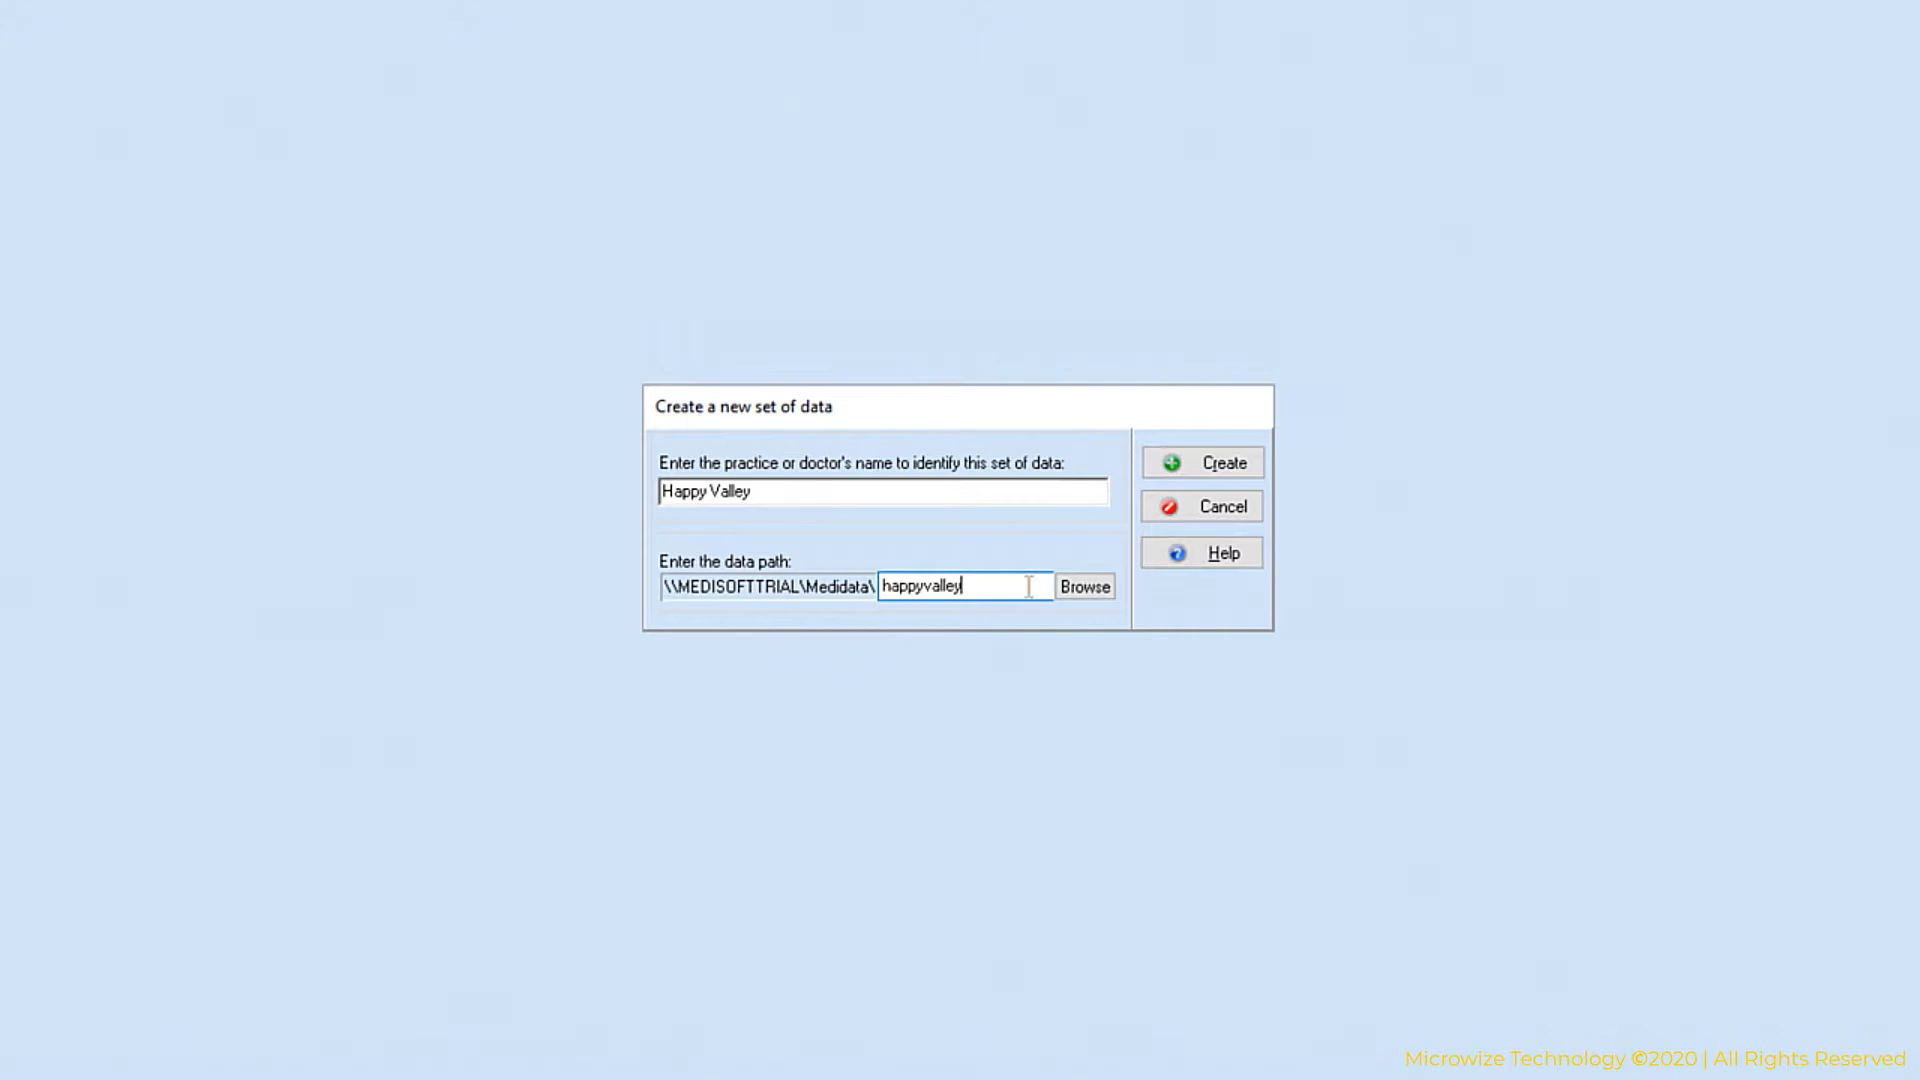 Create a new set of data
Enter the practice or doctor's name to identify this set of data:
Happy Valley
Enter the data path:
\\MEDISOFTTRIAL\Medidata\ happyvalley Browse
Create
Cancel
Help
Microwize Technology ©2020 | All Rights Reserved